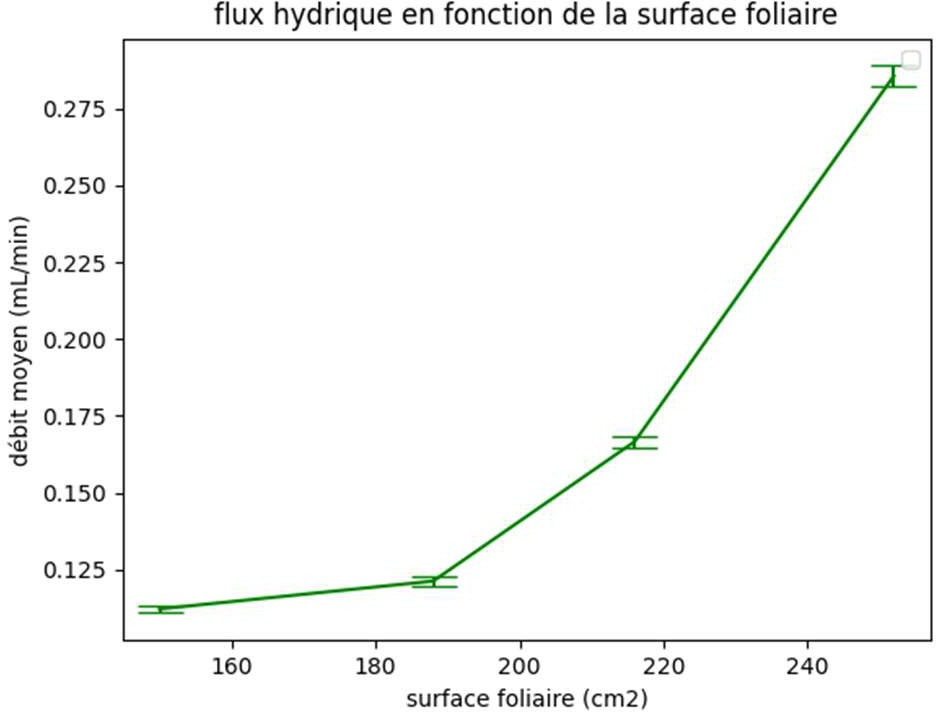 flux hydrique en fonction de la surface foliaire
0.275
0.250
0.225
0.200
0.175
0.150
0.125
débit moyen (mL/min)
160 180 200 220 240
surface foliaire (cm2)